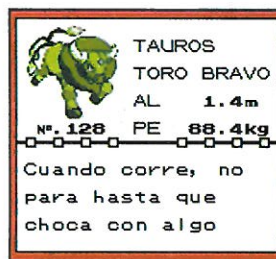 TAUROS
TORO BRAVO
AL 1.4m
Nº.128 PE 88.4kg
Cuando corre, no
para hasta que
choca con algo